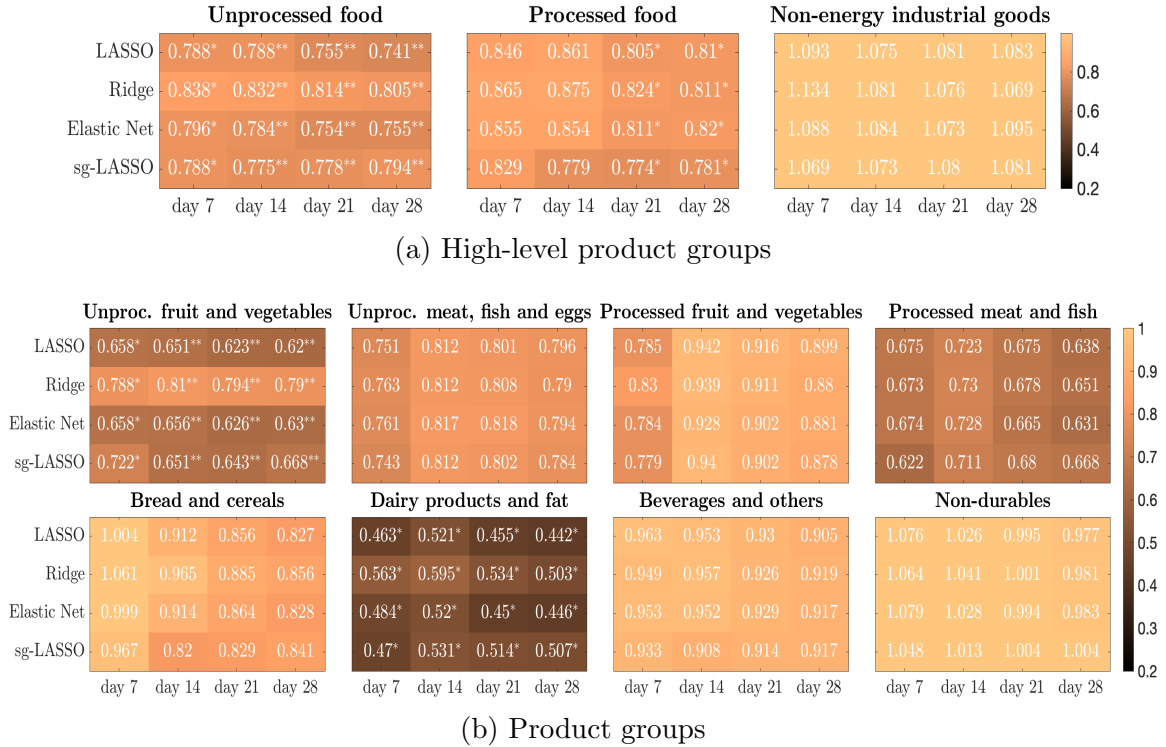 Unprocessed food Processed food Non-energy industrial goods
LASSO 0.788* 0.788** 0.755** 0.741** 0.846 0.861 0.805* 0.81* 1.093 1.075 1.081 1.083
0.8
Ridge 0.838* 0.832** 0.814** 0.805** 0.865 0.875 0.824* 0.811* 1.134 1.081 1.076 1.069
0.6
Elastic Net 0.796* 0.784** 0.754** 0.755** 0.855 0.854 0.811* 0.82* 1.088 1.084 1.073 1.095
0.4
sg-LASSO 0.788* 0.775** 0.778** 0.794** 0.829 0.779 0.774* 0.781* 1.069 1.073 1.08 1.081
0.2
day 7 day 14 day 21 day 28 day 7 day 14 day 21 day 28 day 7 day 14 day 21 day 28
(a) High-level product groups
Unproc. fruit and vegetables Unproc. meat, fish and eggs Processed fruit and vegetables Processed meat and fish
LASSO 0.658* 0.651** 0.623** 0.62** 0.751 0.812 0.801 0.796 0.785 0.942 0.916 0.899 0.675 0.723 0.675 0.638
Ridge 0.788* 0.81** 0.794** 0.79** 0.763 0.812 0.808 0.79 0.83 0.939 0.911 0.88 0.673 0.73 0.678 0.651
Elastic Net 0.658* 0.656** 0.626** 0.63** 0.761 0.817 0.818 0.794 0.784 0.928 0.902 0.881 0.674 0.728 0.665 0.631
sg-LASSO 0.722* 0.651** 0.643** 0.668** 0.743 0.812 0.802 0.784 0.779 0.94 0.902 0.878 0.622 0.711 0.68 0.668
Bread and cereals Dairy products and fat Beverages and others Non-durables
LASSO 1.004 0.912 0.856 0.827 0.463* 0.521* 0.455* 0.442* 0.963 0.953 0.93 0.905 1.076 1.026 0.995 0.977
Ridge 1.061 0.965 0.885 0.856 0.563* 0.595* 0.534* 0.503* 0.949 0.957 0.926 0.919 1.064 1.041 1.001 0.981
Elastic Net 0.999 0.914 0.864 0.828 0.484* 0.52* 0.45* 0.446* 0.953 0.952 0.929 0.917 1.079 1.028 0.994 0.983
sg-LASSO 0.967 0.82 0.829 0.841 0.47* 0.531* 0.514* 0.507* 0.933 0.908 0.914 0.917 1.048 1.013 1.004 1.004
day 7 day 14 day 21 day 28 day 7 day 14 day 21 day 28 day 7 day 14 day 21 day 28 day 7 day 14 day 21 day 28
1
0.9
0.8
0.7
0.6
0.5
0.4
0.3
0.2
(b) Product groups